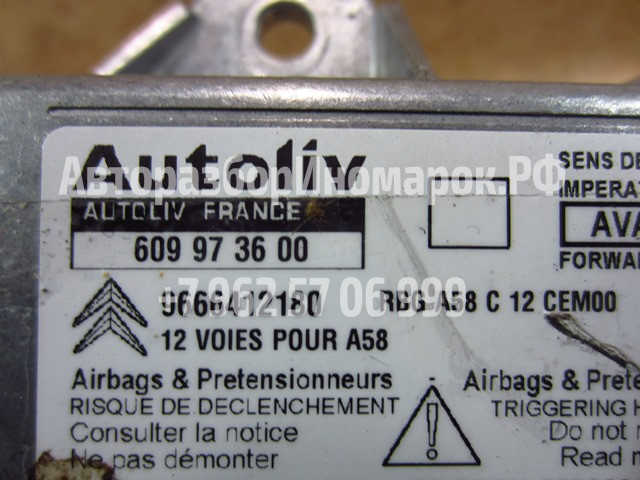 Autoliv
АвторазборИномарок.РФ
AUTOLIV FRANCE
609 97 36 00
SENS DE
IMPERA
AVA
FORWA
+7 962 57 06 999
9666412180
RBG A58 C 12 CEM00
12 VOIES POUR A58
Airbags & Pretensionneurs
RISQUE DE DECLENCHEMENT
Consulter la notice
Ne pas démonter
Airbags & Prete
TRIGGERING H
Do not
Read m